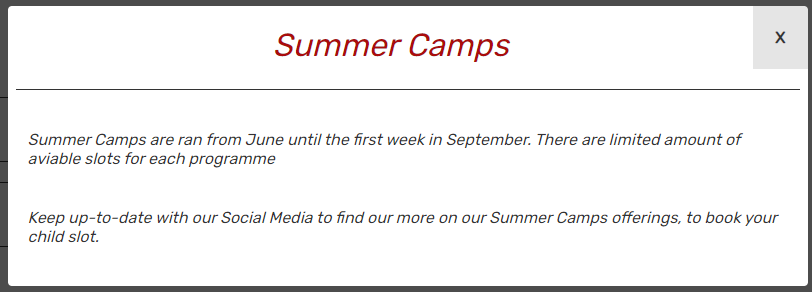 Summer Camps
x
Summer Camps are ran from June until the first week in September. There are limited amount of
aviable slots for each programme
Keep up-to-date with our Social Media to find our more on our Summer Camps offerings, to book your
child slot.